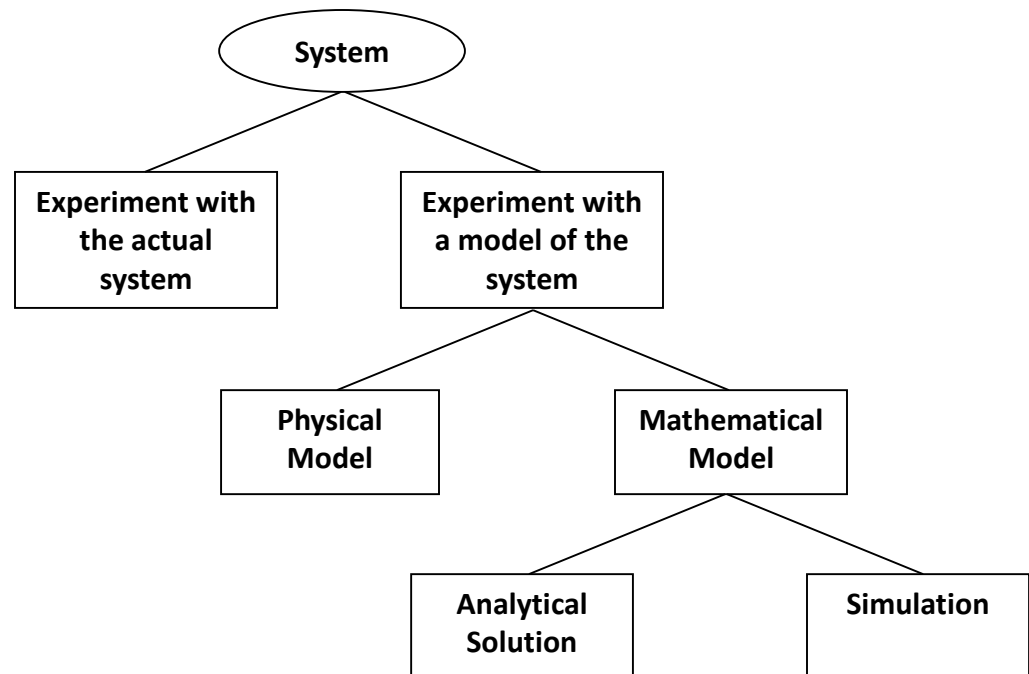 System
Experiment with
the actual
system
Experiment with
a model of the
system
Physical
Model
Mathematical
Model
Analytical
Solution
Simulation